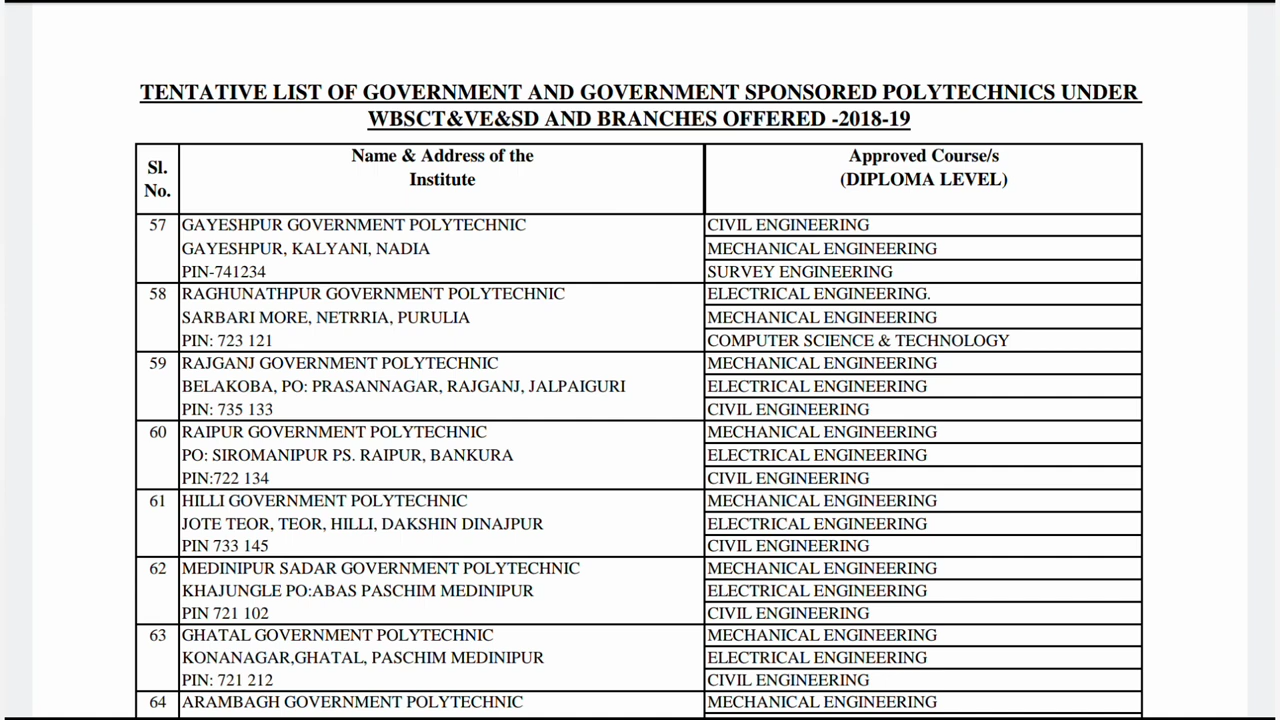 TENTATIVE LIST OF GOVERNMENT AND GOVERNMENT SPONSORED POLYTECHNICS UNDER
WBSCT&VE&SD AND BRANCHES OFFERED -2018-19
Sl. No. Name & Address of the Institute Approved Course/s (DIPLOMA LEVEL)
57 GAYESHPUR GOVERNMENT POLYTECHNIC CIVIL ENGINEERING
GAYESHPUR, KALYANI, NADIA MECHANICAL ENGINEERING
PIN-741234 SURVEY ENGINEERING
58 RAGHUNATHPUR GOVERNMENT POLYTECHNIC ELECTRICAL ENGINEERING.
SARBARI MORE, NETRRIA, PURULIA MECHANICAL ENGINEERING
PIN: 723 121 COMPUTER SCIENCE & TECHNOLOGY
59 RAJGANJ GOVERNMENT POLYTECHNIC MECHANICAL ENGINEERING
BELAKOBA, PO: PRASANNAGAR, RAJGANJ, JALPAIGURI ELECTRICAL ENGINEERING
PIN: 735 133 CIVIL ENGINEERING
60 RAIPUR GOVERNMENT POLYTECHNIC MECHANICAL ENGINEERING
PO: SIROMANIPUR PS. RAIPUR, BANKURA ELECTRICAL ENGINEERING
PIN:722 134 CIVIL ENGINEERING
61 HILLI GOVERNMENT POLYTECHNIC MECHANICAL ENGINEERING
JOTE TEOR, TEOR, HILLI, DAKSHIN DINAJPUR ELECTRICAL ENGINEERING
PIN 733 145 CIVIL ENGINEERING
62 MEDINIPUR SADAR GOVERNMENT POLYTECHNIC MECHANICAL ENGINEERING
KHAJUNGLE PO:ABAS PASCHIM MEDINIPUR ELECTRICAL ENGINEERING
PIN 721 102 CIVIL ENGINEERING
63 GHATAL GOVERNMENT POLYTECHNIC MECHANICAL ENGINEERING
KONANAGAR,GHATAL, PASCHIM MEDINIPUR ELECTRICAL ENGINEERING
PIN: 721 212 CIVIL ENGINEERING
64 ARAMBAGH GOVERNMENT POLYTECHNIC MECHANICAL ENGINEERING